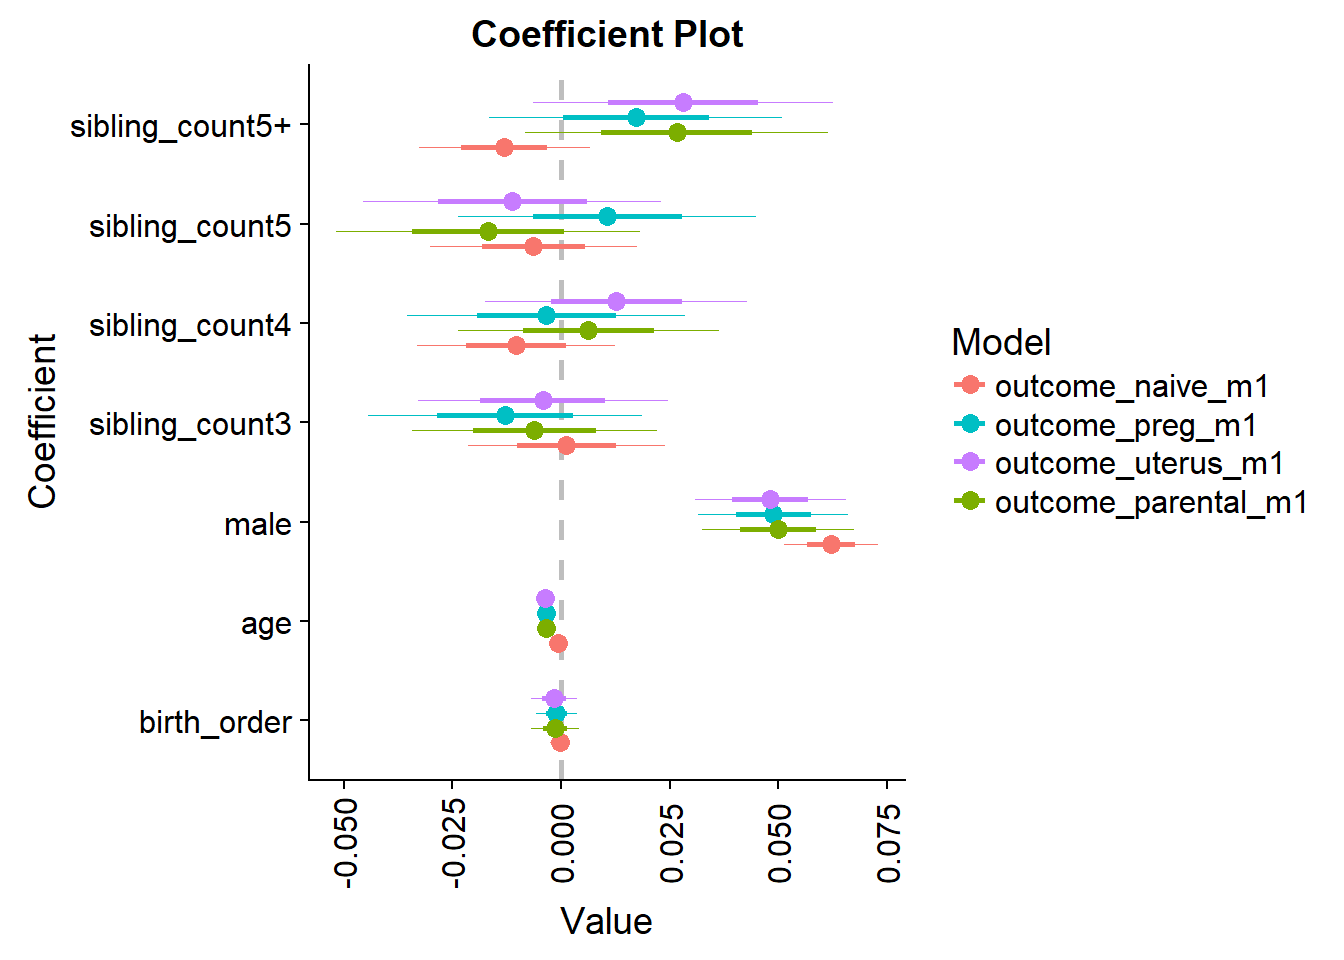 Coefficient Plot
sibling_count5+
sibling_count5
sibling_count4
sibling_count3
male
age
birth_order
Coefficient
-0.050
-0.025
0.000
0.025
0.050
0.075
Value
Model
outcome_naive_m1
outcome_preg_m1
outcome_uterus_m1
outcome_parental_m1